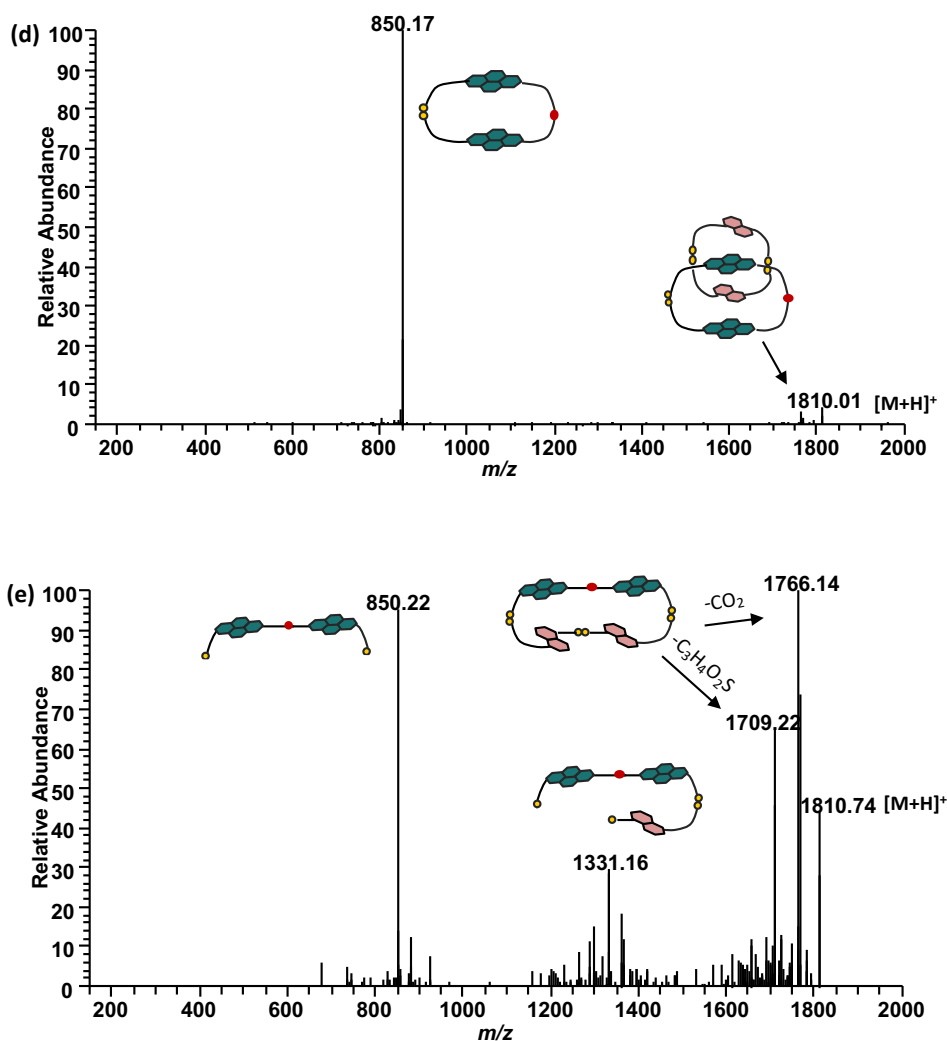 (d)
850.17
100
90
80
70
60
50
40
30
20
10
0
Relative Abundance
1810.01 [M+H]⁺
200 400 600 800 1000 1200 1400 1600 1800 2000
m/z
(e)
100
90
80
70
60
50
40
30
20
10
0
Relative Abundance
850.22
1766.14
-CO₂
-C₃H₄O₂S
1709.22
1810.74 [M+H]⁺
1331.16
200 400 600 800 1000 1200 1400 1600 1800 2000
m/z